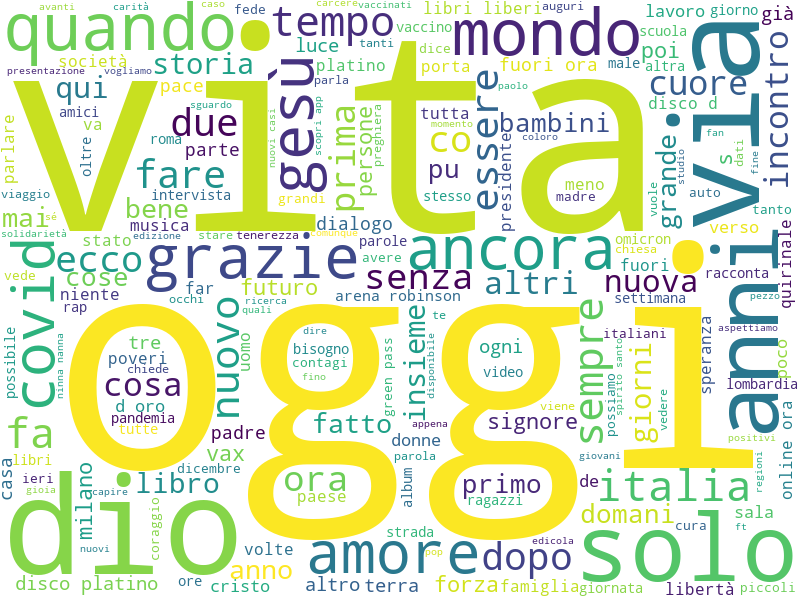 avanti carità caso carcere vaccinati auguri
quando tempo fede libri liberi lavoro giorno già
società luce tanti vaccino mondo scuola
presentazione vogliamo storia platino dice fuori ora male poi altra
qui pace parla porta cuore disco d
vita
via
gesù
incontro
amici sguardo nuovi casi scopri app paolo fan
parlare va due prima persone preghiera tutta momento essere bambini coloro grande s dati fine
oltre roma parte co presidente studio
viaggio fare intervista grandi pu stesso madre meno vuole auto tanto
mai sé bene musica dialogo verso
solidarietà stato edizione stare tenerezza comunque parole omicron chiesa quirinale
vede ecco grazie avere ancora fuori racconta anni
covid cose occhi far futuro senza altri nuova settimana pezzo
niente rap ricerca quali arena robinson
possibile ninna nanna nuovo uomo dire insieme te sempre italiani speranza aspettiamo
oggi
tre bisogno ogni possiamo spirito santo poco
poveri contagi green pass video giorni
chiede cosa fino disponibile vedere lombardia
d oro viene
pandemia fatto appena signore positivi
fa tutte padre donne giovani
casa libri vax parola regioni online ora
ieri dicembre ora album primo de italia
gioia capire libro paese ragazzi
milano coraggio domani sala
dio strada cura ft
nuovi volte amore pop edicola dopo solo
anno
disco platino ore cristo altro terra forza famiglia giornata libertà piccoli